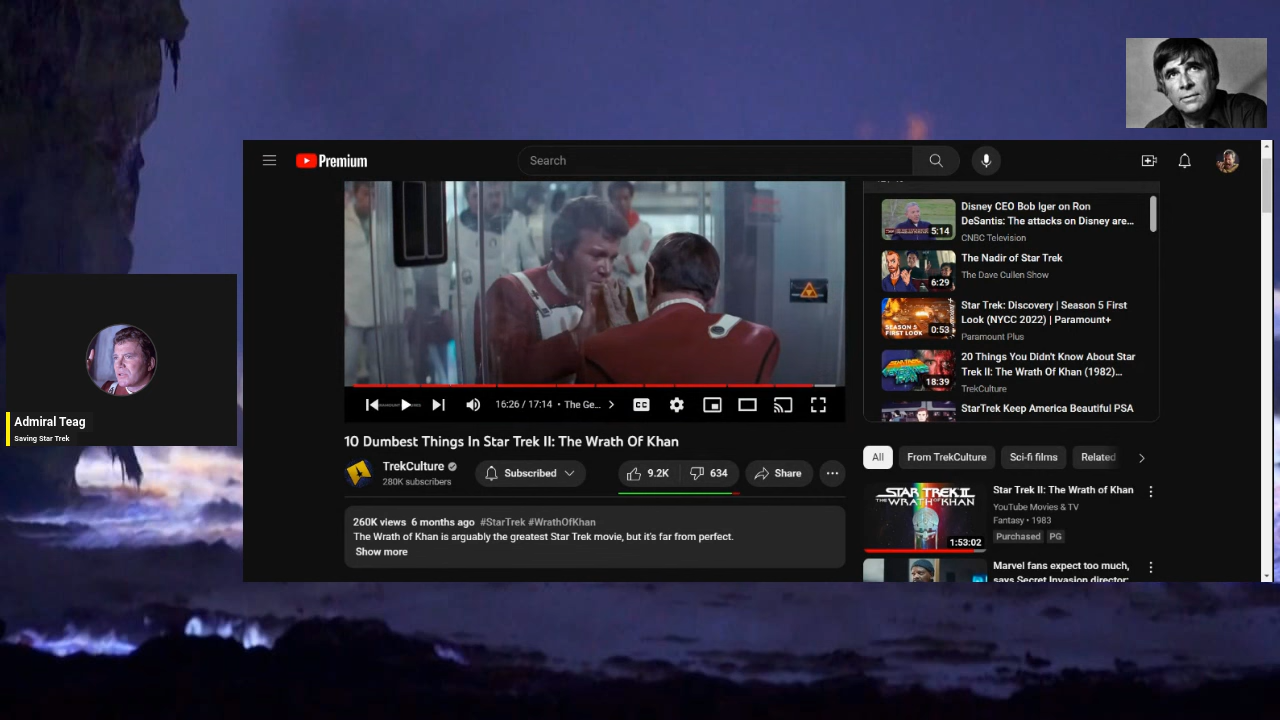 Premium
Search
Disney CEO Bob Iger on Ron
DeSantis: The attacks on Disney are...
CNBC Television
5:14
The Nadir of Star Trek
The Dave Cullen Show
6:29
Star Trek: Discovery | Season 5 First
Look (NYCC 2022) | Paramount+
Paramount Plus
SEASON 5
FIRST LOOK
0:53
20 Things You Didn't Know About Star
Trek II: The Wrath Of Khan (1982)...
TrekCulture
18:39
StarTrek Keep America Beautiful PSA
16:26 / 17:14 • The Ge...
CC
10 Dumbest Things In Star Trek II: The Wrath Of Khan
TrekCulture
280K subscribers
Subscribed
9.2K
634
Share
260K views 6 months ago #StarTrek #WrathOfKhan
The Wrath of Khan is arguably the greatest Star Trek movie, but it's far from perfect.
Show more
All
From TrekCulture
Sci-fi films
Related
STAR TREK II
THE WRATH OF KHAN
1:53:02
Star Trek II: The Wrath of Khan
YouTube Movies & TV
Fantasy • 1983
Purchased
PG
Marvel fans expect too much,
says Secret Invasion director:
Admiral Teag
Saving Star Trek